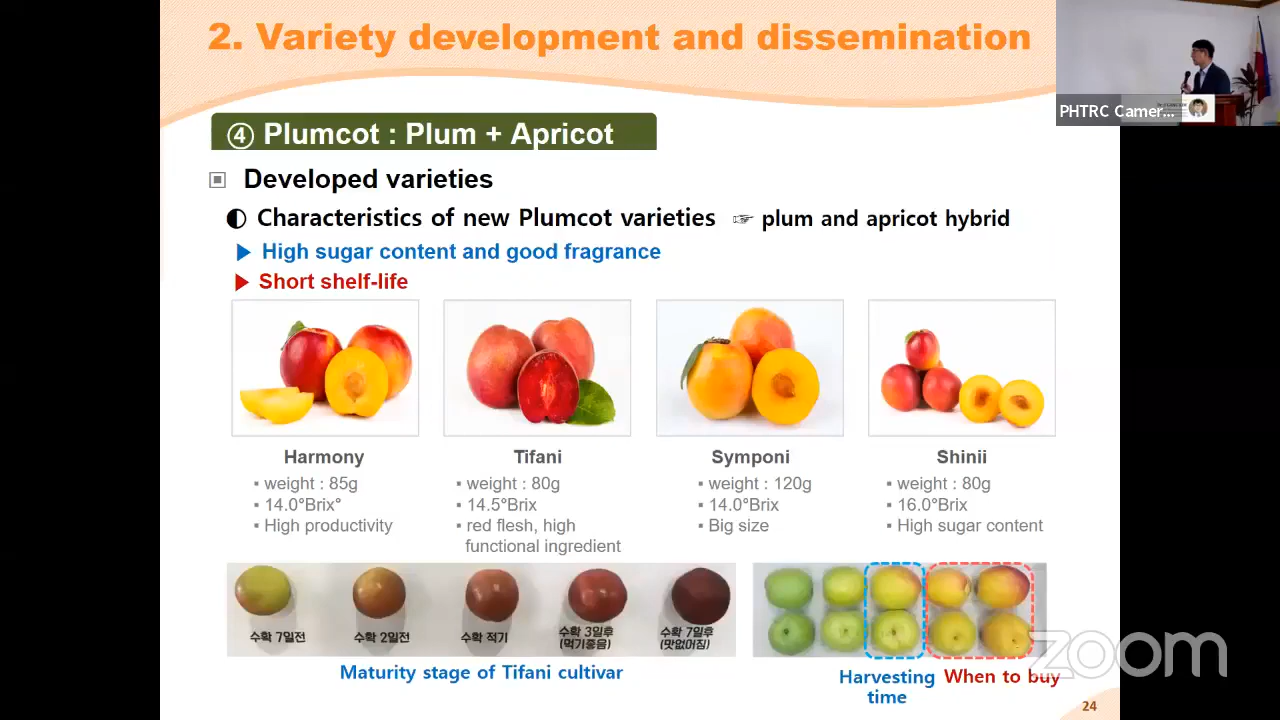 2. Variety development and dissemination
PHTRC Camer...
④ Plumcot : Plum + Apricot
Developed varieties
Characteristics of new Plumcot varieties ☞ plum and apricot hybrid
▶ High sugar content and good fragrance
▶ Short shelf-life
Harmony
▪ weight : 85g
▪ 14.0°Brix°
▪ High productivity
Tifani
▪ weight : 80g
▪ 14.5°Brix
▪ red flesh, high
functional ingredient
Symponi
▪ weight : 120g
▪ 14.0°Brix
▪ Big size
Shinii
▪ weight : 80g
▪ 16.0°Brix
▪ High sugar content
수확 7일전
수확 2일전
수확 적기
수확 3일후
(먹기좋음)
수확 7일후
(맛없어짐)
Maturity stage of Tifani cultivar
Harvesting
time
When to buy
zoom
24